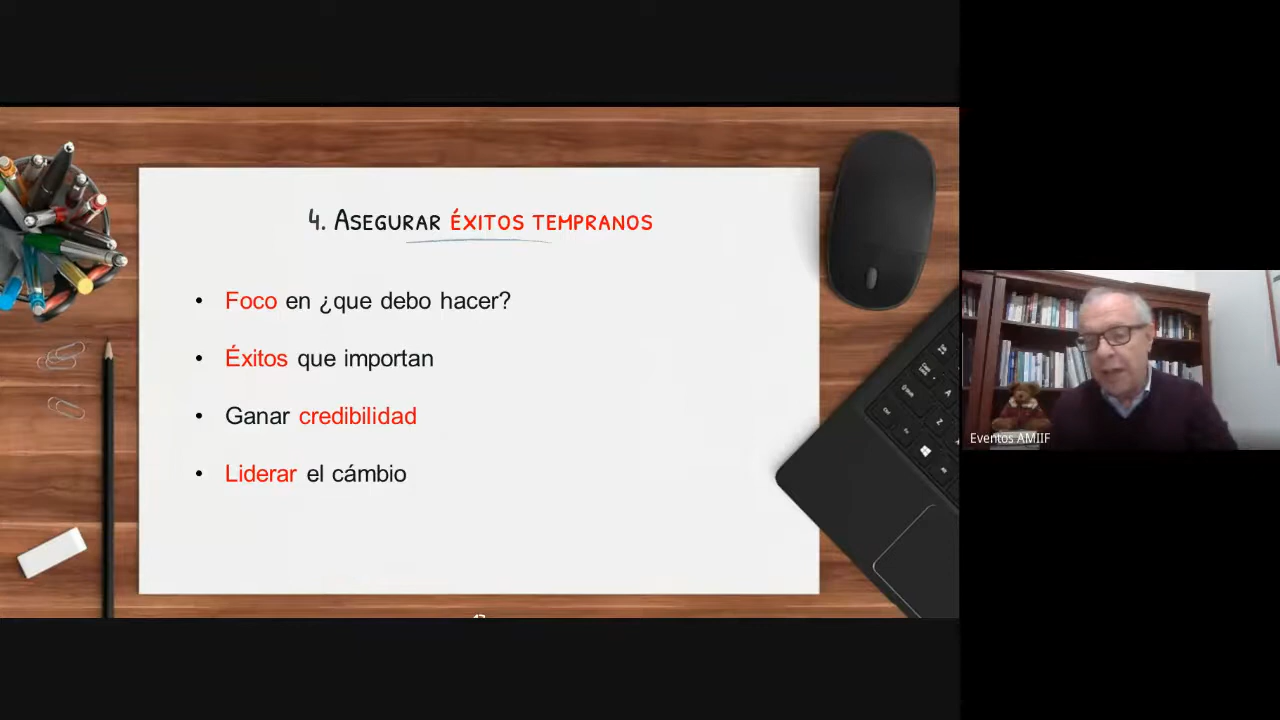 4. Asegurar éxitos tempranos
• Foco en ¿que debo hacer?
• Éxitos que importan
• Ganar credibilidad
• Liderar el cámbio
Eventos AMIIF